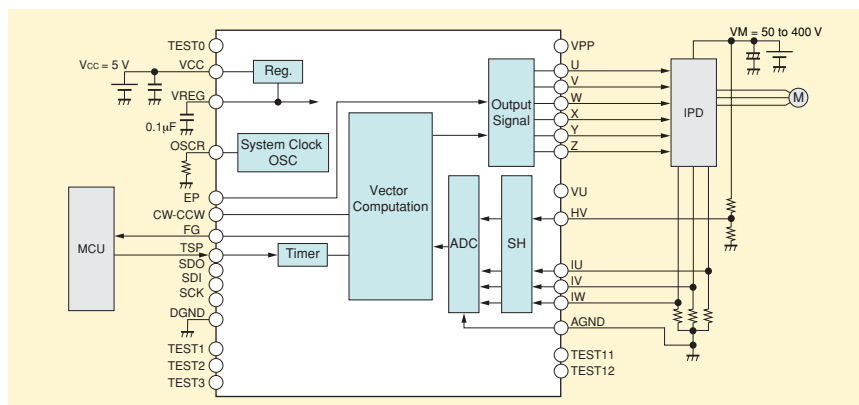 TEST0
VPP
VM = 50 to 400 V
VCC = 5 V
VCC
Reg.
U
V
VREG
W
Output
Signal
X
IPD
M
0.1μF
Y
OSCR
System Clock
OSC
Z
EP
Vector
Computation
VU
CW-CCW
HV
MCU
FG
ADC
SH
TSP
Timer
SDO
IU
SDI
IV
SCK
IW
DGND
AGND
TEST1
TEST11
TEST2
TEST12
TEST3